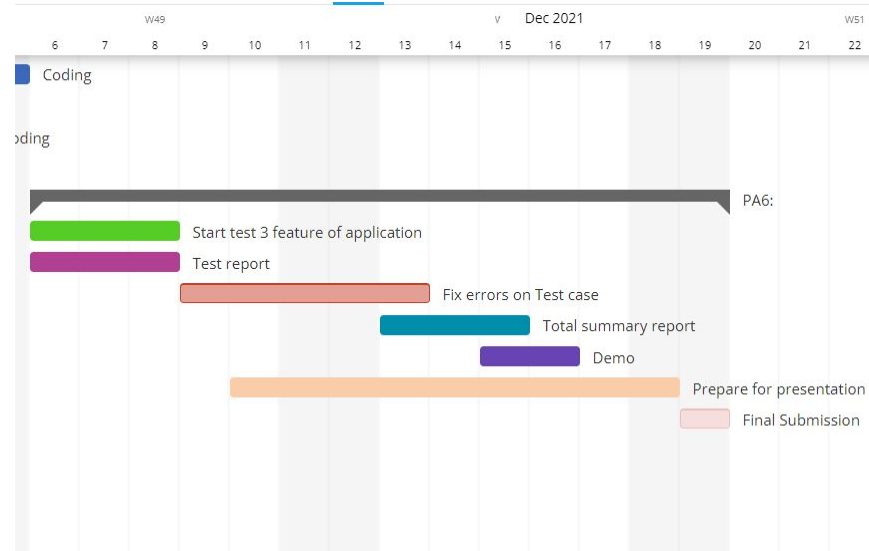 W49 V Dec 2021 W51
6 7 8 9 10 11 12 13 14 15 16 17 18 19 20 21 22
Coding
oding
PA6:
Start test 3 feature of application
Test report
Fix errors on Test case
Total summary report
Demo
Prepare for presentation
Final Submission